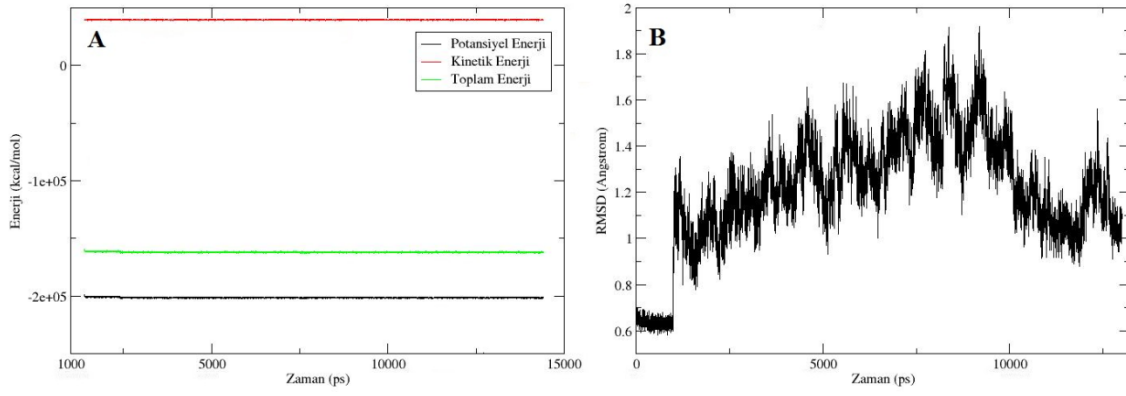 A
Potansiyel Enerji
Kinetik Enerji
Toplam Enerji
Enerji (kcal/mol)
0
-1e+05
-2e+05
1000
5000
10000
15000
Zaman (ps)
B
RMSD (Angstrom)
2
1.8
1.6
1.4
1.2
1
0.8
0.6
0
5000
10000
Zaman (ps)